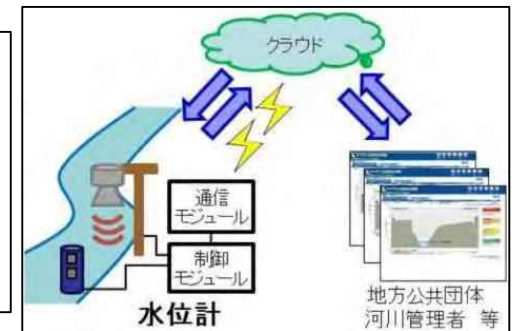 クラウド
通信
モジュール
制御
モジュール
水位計
地方公共団体
河川管理者 等